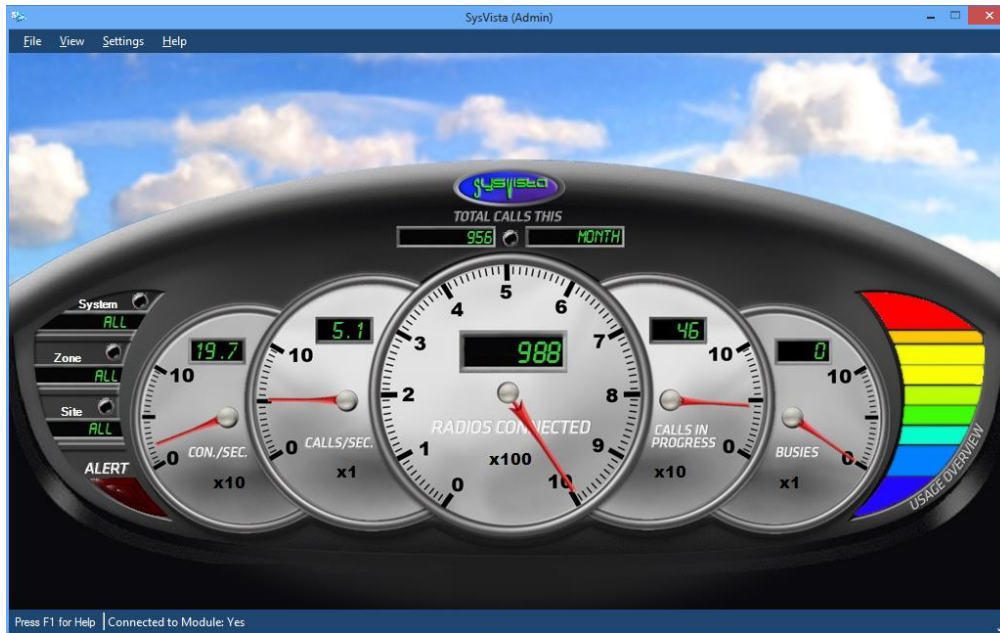 SysVista (Admin)
File View Settings Help
sysvista
TOTAL CALLS THIS
956 MONTH
System
ALL
Zone
ALL
Site
ALL
ALERT
19.7
10
0
CON./SEC.
x10
5.1
10
0
CALLS/SEC.
x1
988
0 1 2 3 4 5 6 7 8 9 10
RADIOS CONNECTED
x100
46
10
0
CALLS IN
PROGRESS
x10
0
10
0
BUSIES
x1
USAGE OVERVIEW
Press F1 for Help Connected to Module: Yes